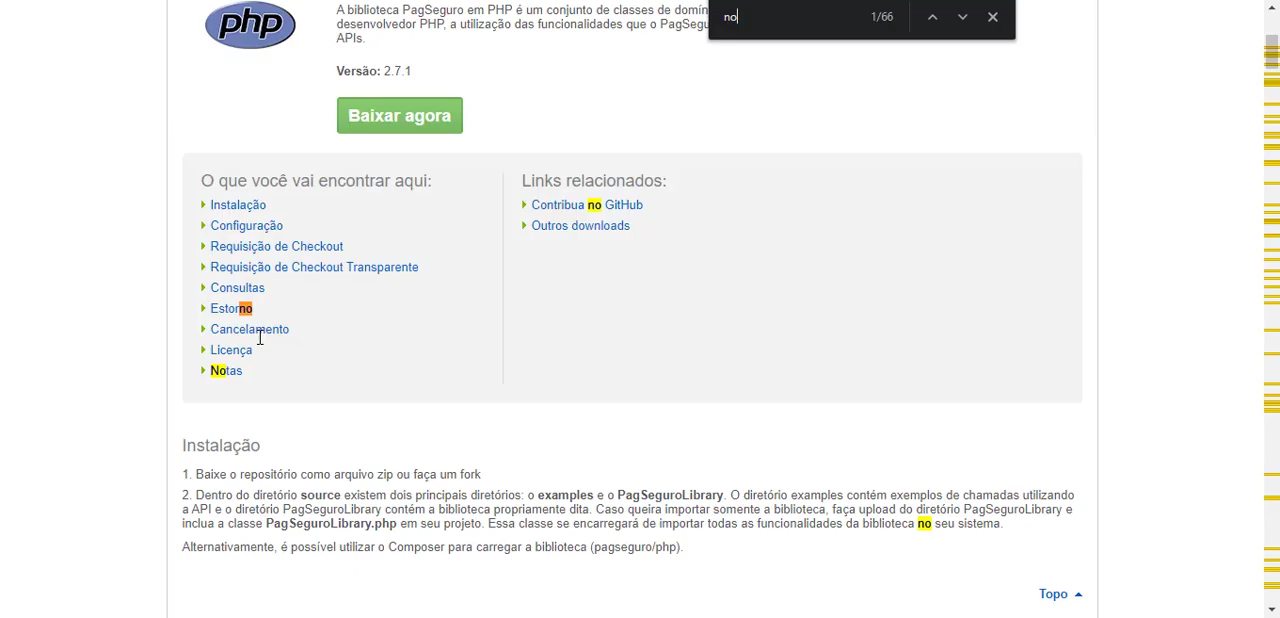 php
A biblioteca PagSeguro em PHP é um conjunto de classes de domín
desenvolvedor PHP, a utilização das funcionalidades que o PagSegu
APIs.
no
1/66
Versão: 2.7.1
Baixar agora
O que você vai encontrar aqui:
Instalação
Configuração
Requisição de Checkout
Requisição de Checkout Transparente
Consultas
Estorno
Cancelamento
Licença
Notas
Links relacionados:
Contribua no GitHub
Outros downloads
Instalação
1. Baixe o repositório como arquivo zip ou faça um fork
2. Dentro do diretório source existem dois principais diretórios: o examples e o PagSeguroLibrary. O diretório examples contém exemplos de chamadas utilizando
a API e o diretório PagSeguroLibrary contém a biblioteca propriamente dita. Caso queira importar somente a biblioteca, faça upload do diretório PagSeguroLibrary e
inclua a classe PagSeguroLibrary.php em seu projeto. Essa classe se encarregará de importar todas as funcionalidades da biblioteca no seu sistema.
Alternativamente, é possível utilizar o Composer para carregar a biblioteca (pagseguro/php).
Topo